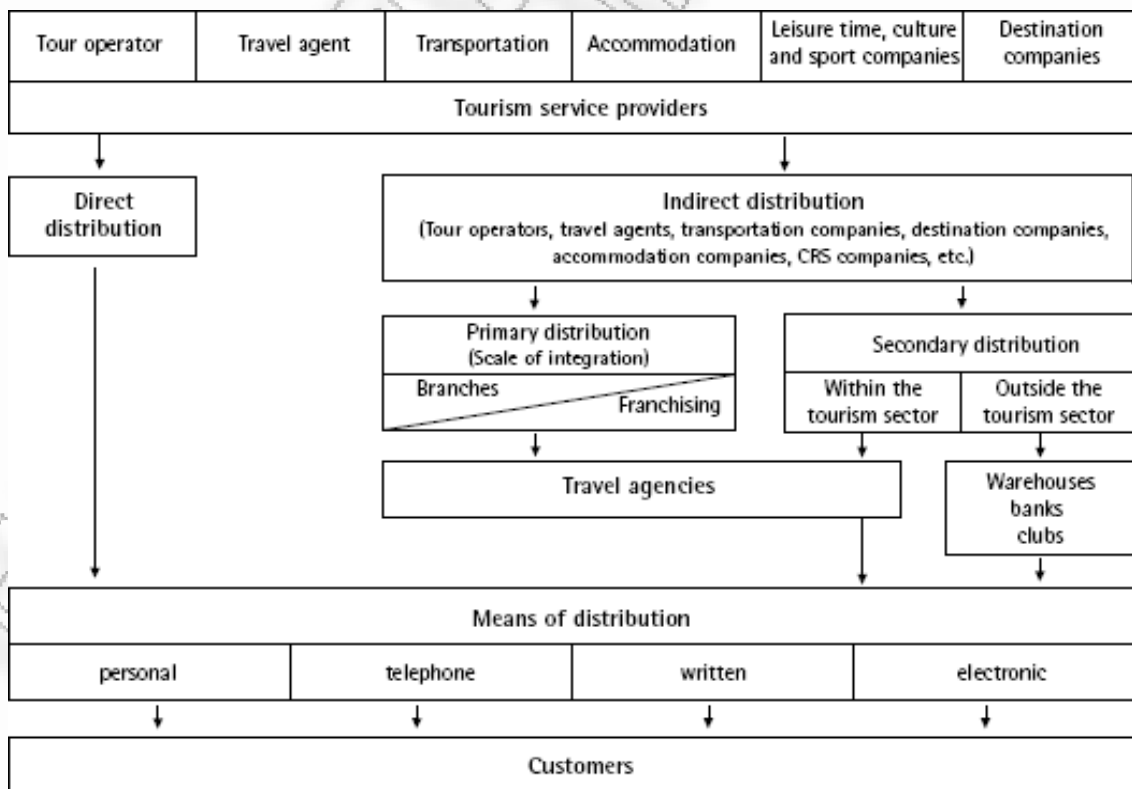 Tour operator
Travel agent
Transportation
Accommodation
Leisure time, culture
and sport companies
Destination
companies
Tourism service providers
Direct
distribution
Indirect distribution
(Tour operators, travel agents, transportation companies, destination companies,
accommodation companies, CRS companies, etc.)
Primary distribution
(Scale of integration)
Branches
Franchising
Secondary distribution
Within the
tourism sector
Outside the
tourism sector
Travel agencies
Warehouses
banks
clubs
Means of distribution
personal
telephone
written
electronic
Customers